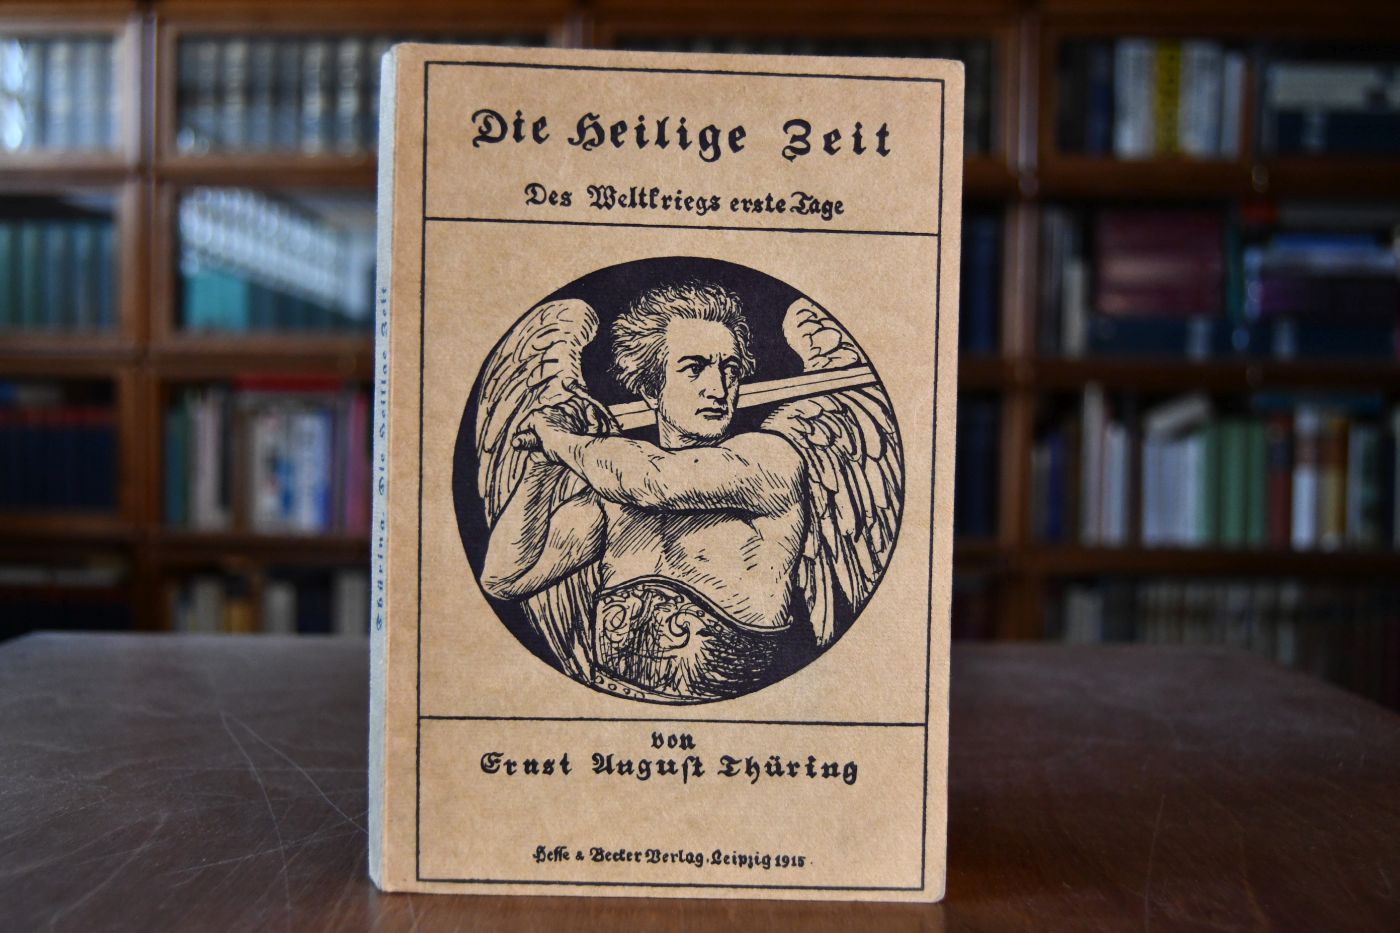 Die Heilige Zeit
Des Weltkriegs erste Tage
von
Ernst Auguſt Thüring
Heſſe & Becker Verlag. Leipzig 1915.
Thüring. Die Heilige Zeit